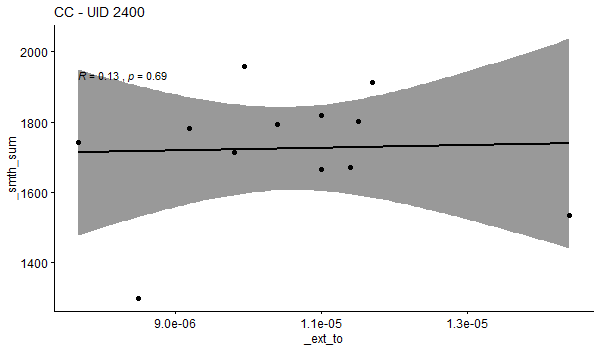 CC - UID 2400
2000
R = 0.13 , p = 0.69
1800
1600
1400
_smth_sum
9.0e-06 1.1e-05 1.3e-05
_ext_to